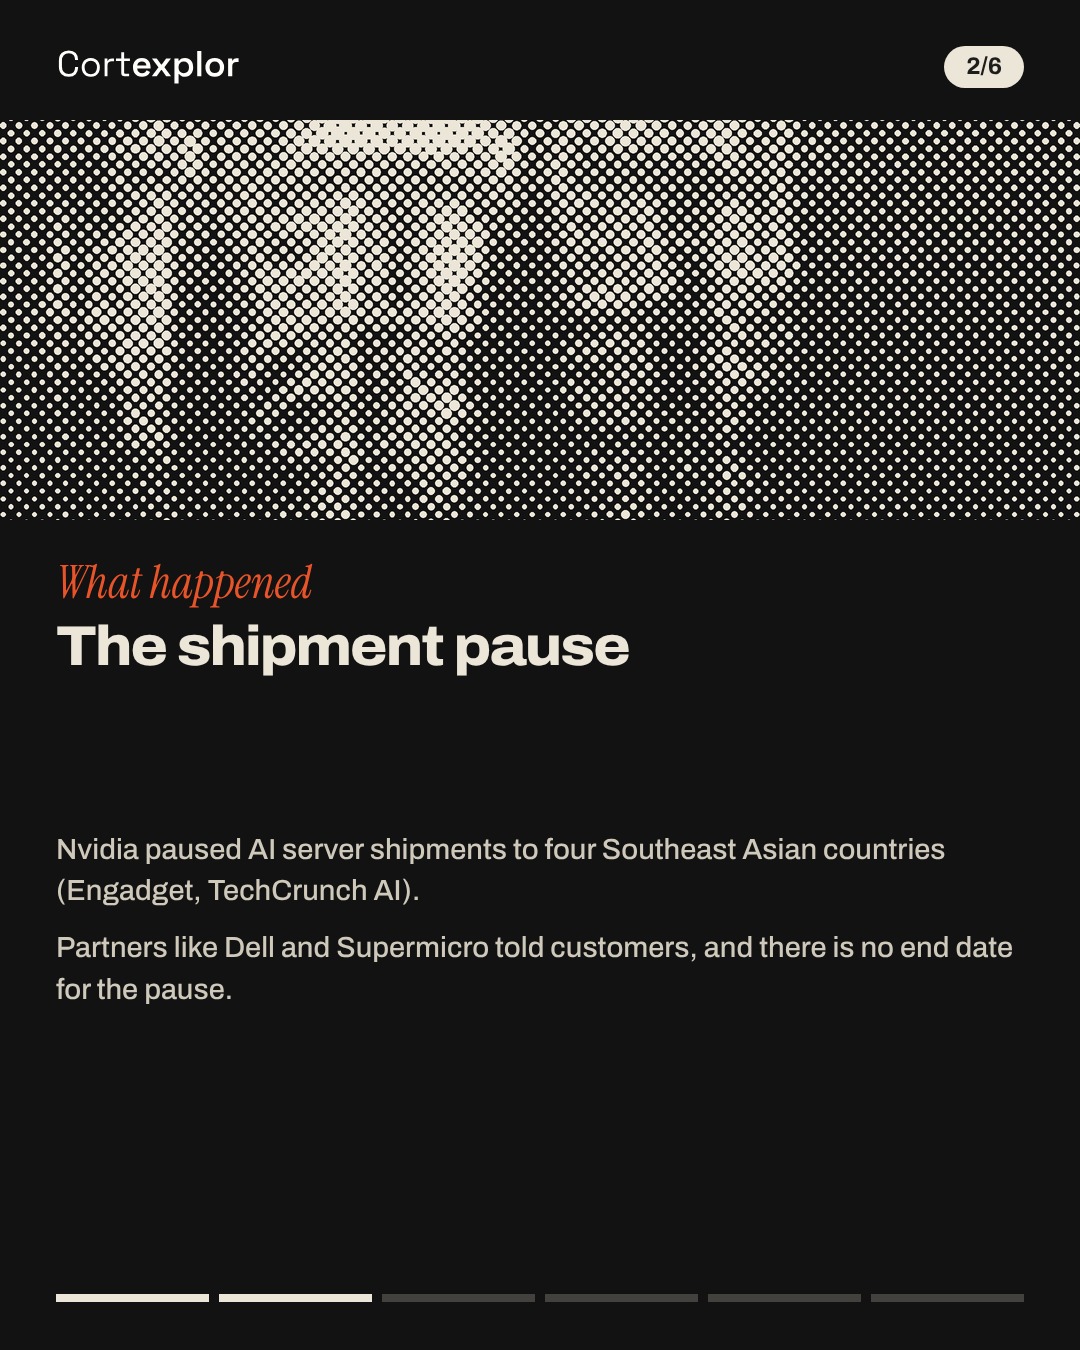 Cortexplor
2/6
What happened
The shipment pause
Nvidia paused AI server shipments to four Southeast Asian countries
(Engadget, TechCrunch AI).
Partners like Dell and Supermicro told customers, and there is no end date
for the pause.